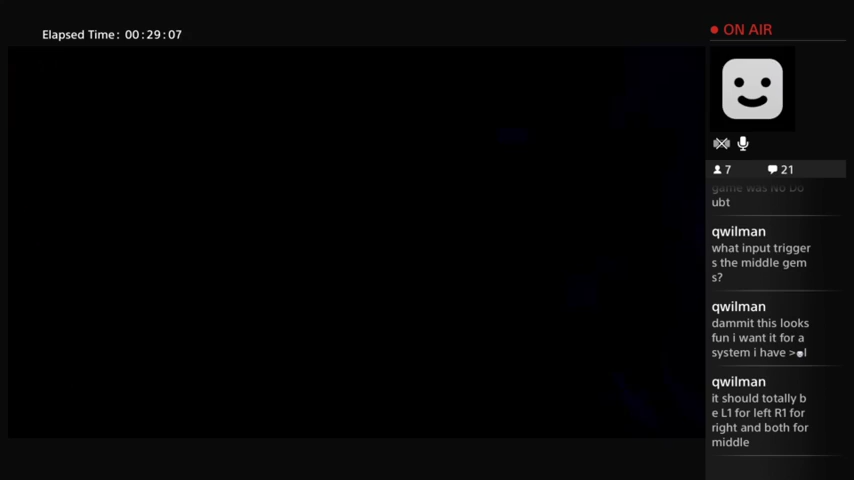 Elapsed Time: 00:29:07
ON AIR
7 21
game was No Do
ubt
qwilman
what input trigger
s the middle gem
s?
qwilman
dammit this looks
fun i want it for a
system i have >●l
qwilman
it should totally b
e L1 for left R1 for
right and both for
middle